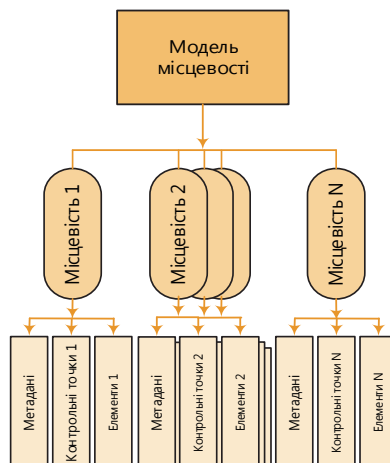 Модель
місцевості
Місцевість 1
Місцевість 2
Місцевість N
Метадані
Контрольні точки 1
Елементи 1
Метадані
Контрольні точки 2
Елементи 2
Метадані
Контрольні точки N
Елементи N